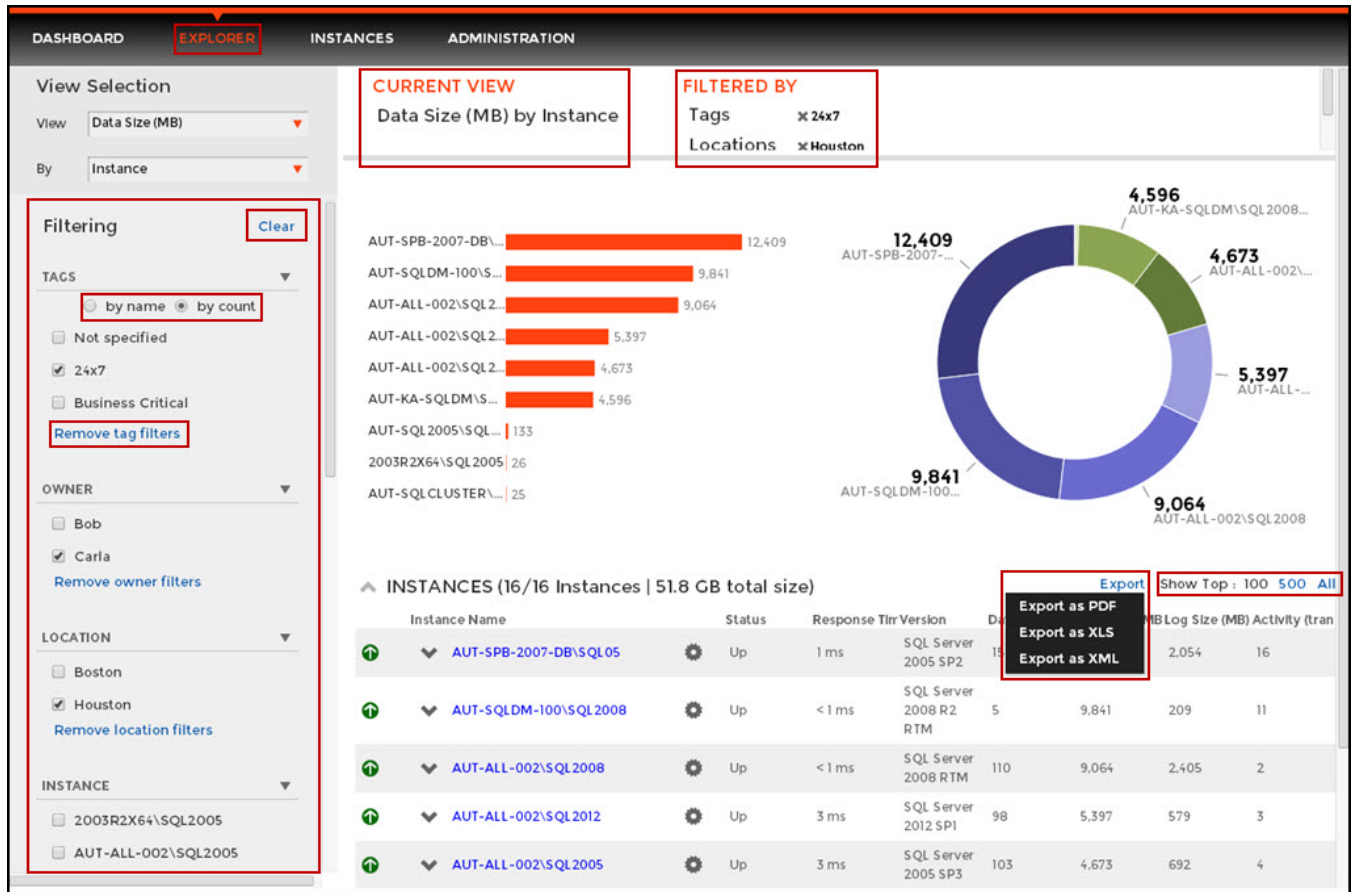 DASHBOARD EXPLORER INSTANCES ADMINISTRATION
View Selection
View Data Size (MB)
By Instance
Filtering Clear
TAGS
by name by count
Not specified
24x7
Business Critical
Remove tag filters
OWNER
Bob
Carla
Remove owner filters
LOCATION
Boston
Houston
Remove location filters
INSTANCE
2003R2X64\SQL2005
AUT-ALL-002\SQL2005
CURRENT VIEW
Data Size (MB) by Instance
FILTERED BY
Tags 24x7
Locations Houston
AUT-SPB-2007-DB\... 12,409
AUT-SQLDM-100\S... 9,841
AUT-ALL-002\SQL2... 9,064
AUT-ALL-002\SQL2... 5,397
AUT-ALL-002\SQL2... 4,673
AUT-KA-SQLDM\S... 4,596
AUT-SQL2005\SQL... 133
2003R2X64\SQL2005 26
AUT-SQLCLUSTER\... 25
4,596
AUT-KA-SQLDM\SQL2008...
12,409
AUT-SPB-2007-...
4,673
AUT-ALL-002\...
5,397
AUT-ALL-...
9,841
AUT-SQLDM-100...
9,064
AUT-ALL-002\SQL2008
INSTANCES (16/16 Instances | 51.8 GB total size) Export Show Top : 100 500 All
Export as PDF
Export as XLS
Export as XML
Instance Name Status Response Tim Version MB Log Size (MB) Activity (tran
AUT-SPB-2007-DB\SQL05 Up 1 ms SQL Server 2,054 16
2005 SP2
SQL Server
AUT-SQLDM-100\SQL2008 Up <1 ms 2008 R2 5 9,841 209 11
RTM
AUT-ALL-002\SQL2008 Up <1 ms SQL Server 110 9,064 2,405 2
2008 RTM
AUT-ALL-002\SQL2012 Up 3 ms SQL Server 98 5,397 579 3
2012 SP1
AUT-ALL-002\SQL2005 Up 3 ms SQL Server 103 4,673 692 4
2005 SP3